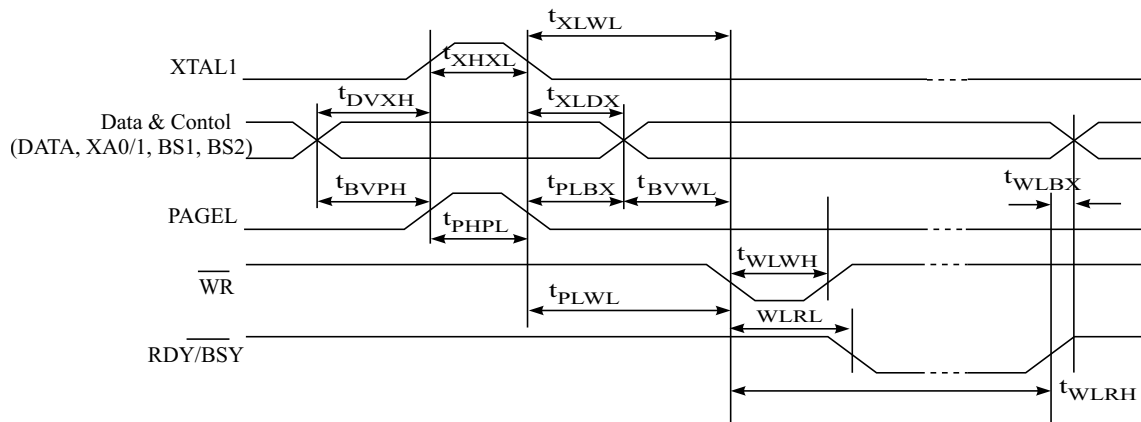 tXLWL
XTAL1
tXHXL
tDVXH
tXLDX
Data & Contol
(DATA, XA0/1, BS1, BS2)
tBVPH
tPLBX
tBVWL
tWLBX
PAGEL
tPHPL
tWLWH
WR
tPLWL
WLRL
RDY/BSY
tWLRH